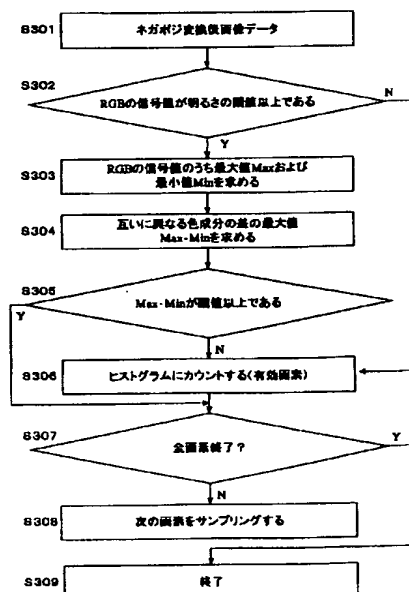 S301 ネガポジ変換後画像データ
S302
RGBの信号値が明るさの閾値以上である
N
Y
S303 RGBの信号値のうち最大値Maxおよび
最小値Minを求める
S304 互いに異なる色成分の差の最大値
Max-Minを求める
S305
Max-Minが閾値以上である
Y
N
S306 ヒストグラムにカウントする(有効画素)
S307
全画素終了?
Y
N
S308 次の画素をサンプリングする
S309 終了